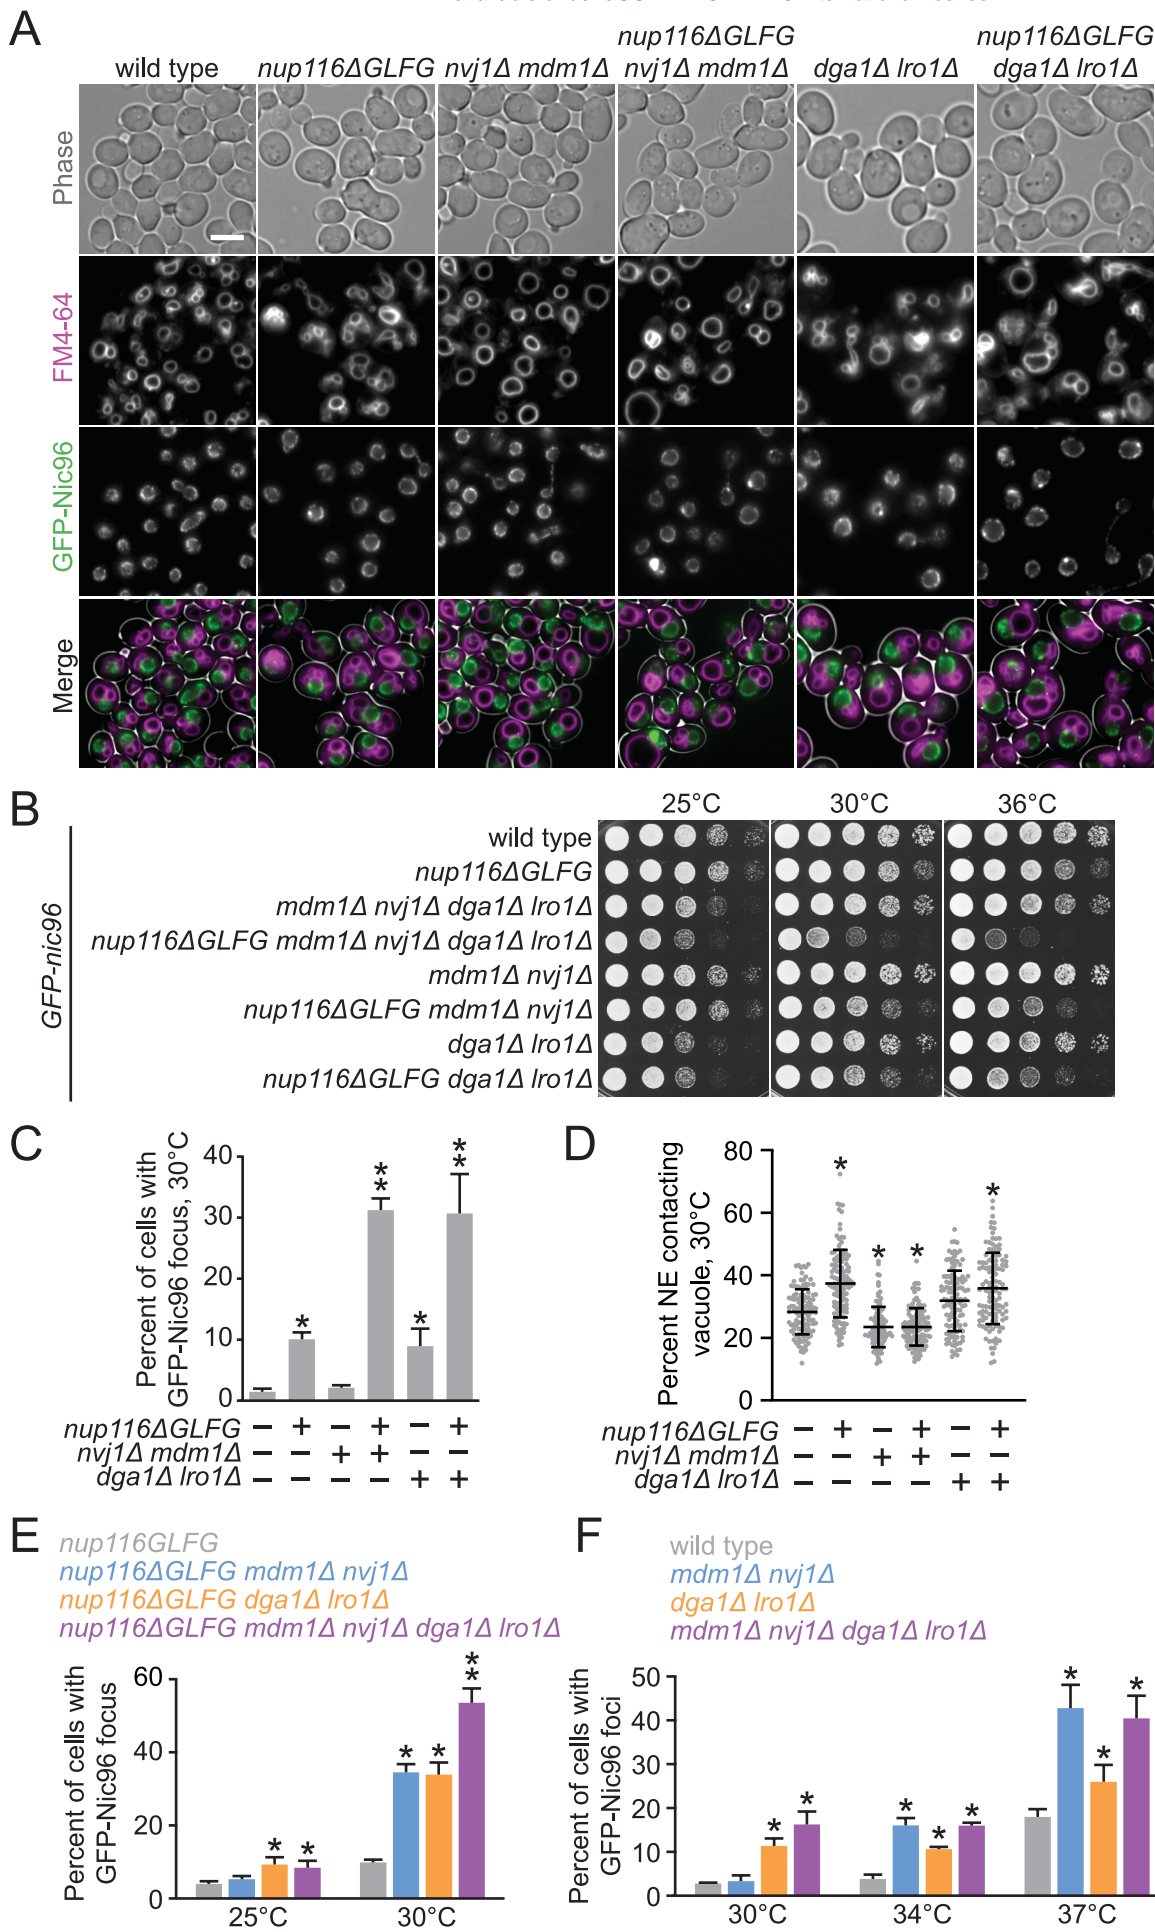 A
wild type
nup116ΔGLFG
nvj1Δ mdm1Δ
nup116ΔGLFG
nvj1Δ mdm1Δ
dga1Δ lro1Δ
nup116ΔGLFG
dga1Δ lro1Δ
Phase
FM4-64
GFP-Nic96
Merge
B
25°C 30°C 36°C
GFP-nic96
wild type
nup116ΔGLFG
mdm1Δ nvj1Δ dga1Δ lro1Δ
nup116ΔGLFG mdm1Δ nvj1Δ dga1Δ lro1Δ
mdm1Δ nvj1Δ
nup116ΔGLFG mdm1Δ nvj1Δ
dga1Δ lro1Δ
nup116ΔGLFG dga1Δ lro1Δ
C
Percent of cells with
GFP-Nic96 focus, 30°C
40
30
20
10
0
* ** * **
nup116ΔGLFG − + − + − +
nvj1Δ mdm1Δ − − + + − −
dga1Δ lro1Δ − − − − + +
D
Percent NE contacting
vacuole, 30°C
80
60
40
20
0
* * * *
nup116ΔGLFG − + − + − +
nvj1Δ mdm1Δ − − + + − −
dga1Δ lro1Δ − − − − + +
E
nup116GLFG
nup116ΔGLFG mdm1Δ nvj1Δ
nup116ΔGLFG dga1Δ lro1Δ
nup116ΔGLFG mdm1Δ nvj1Δ dga1Δ lro1Δ
Percent of cells with
GFP-Nic96 focus
60
40
20
0
* * * * **
25°C 30°C
F
wild type
mdm1Δ nvj1Δ
dga1Δ lro1Δ
mdm1Δ nvj1Δ dga1Δ lro1Δ
Percent of cells with
GFP-Nic96 foci
50
40
30
20
10
0
* * * * * * * *
30°C 34°C 37°C